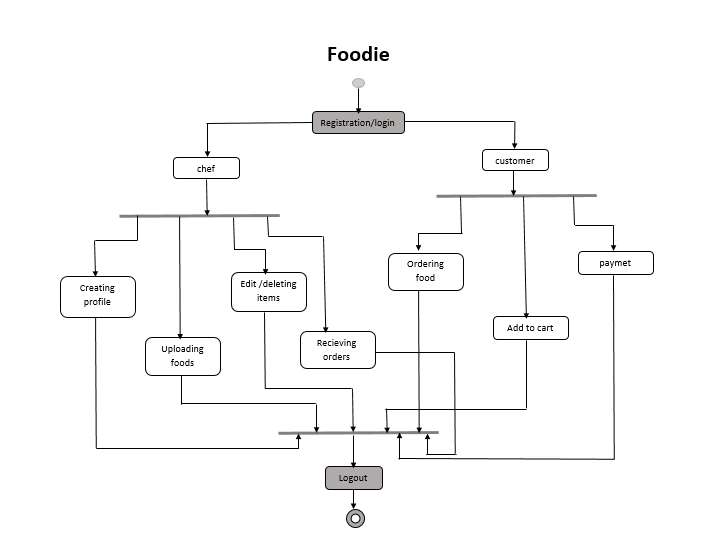 Foodie
Registration/login
chef
customer
Creating
profile
Uploading
foods
Edit /deleting
items
Recieving
orders
Ordering
food
Add to cart
paymet
Logout